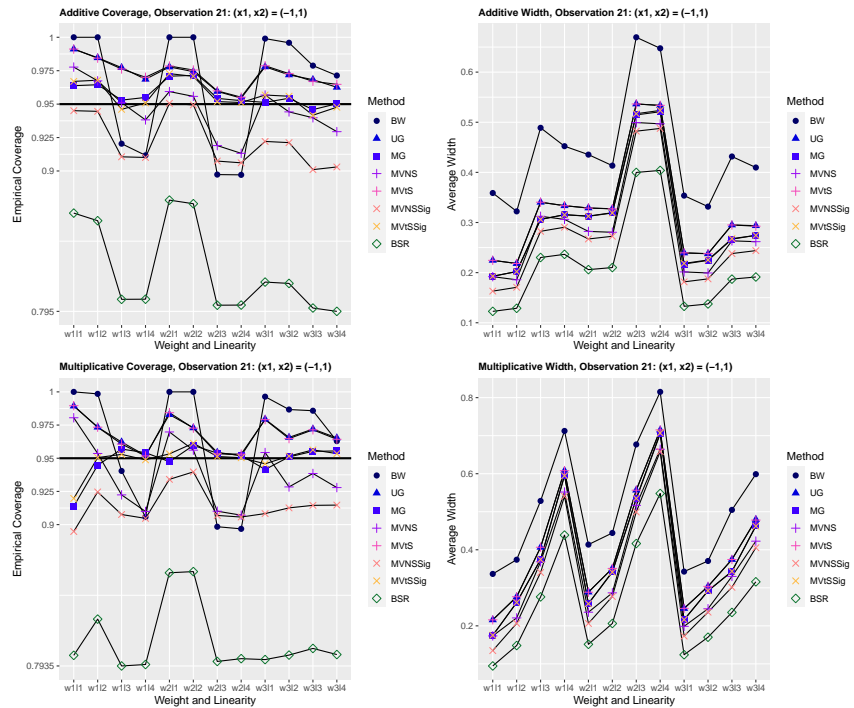 Additive Coverage, Observation 21: (x1, x2) = (−1,1)
Empirical Coverage
1
0.975
0.95
0.925
0.9
0.795
w1l1 w1l2 w1l3 w1l4 w2l1 w2l2 w2l3 w2l4 w3l1 w3l2 w3l3 w3l4
Weight and Linearity
Method
BW
UG
MG
MVNS
MVtS
MVNSSig
MVtSSig
BSR
Additive Width, Observation 21: (x1, x2) = (−1,1)
Average Width
0.6
0.5
0.4
0.3
0.2
0.1
w1l1 w1l2 w1l3 w1l4 w2l1 w2l2 w2l3 w2l4 w3l1 w3l2 w3l3 w3l4
Weight and Linearity
Method
BW
UG
MG
MVNS
MVtS
MVNSSig
MVtSSig
BSR
Multiplicative Coverage, Observation 21: (x1, x2) = (−1,1)
Empirical Coverage
1
0.975
0.95
0.925
0.9
0.7935
w1l1 w1l2 w1l3 w1l4 w2l1 w2l2 w2l3 w2l4 w3l1 w3l2 w3l3 w3l4
Weight and Linearity
Method
BW
UG
MG
MVNS
MVtS
MVNSSig
MVtSSig
BSR
Multiplicative Width, Observation 21: (x1, x2) = (−1,1)
Average Width
0.8
0.6
0.4
0.2
w1l1 w1l2 w1l3 w1l4 w2l1 w2l2 w2l3 w2l4 w3l1 w3l2 w3l3 w3l4
Weight and Linearity
Method
BW
UG
MG
MVNS
MVtS
MVNSSig
MVtSSig
BSR